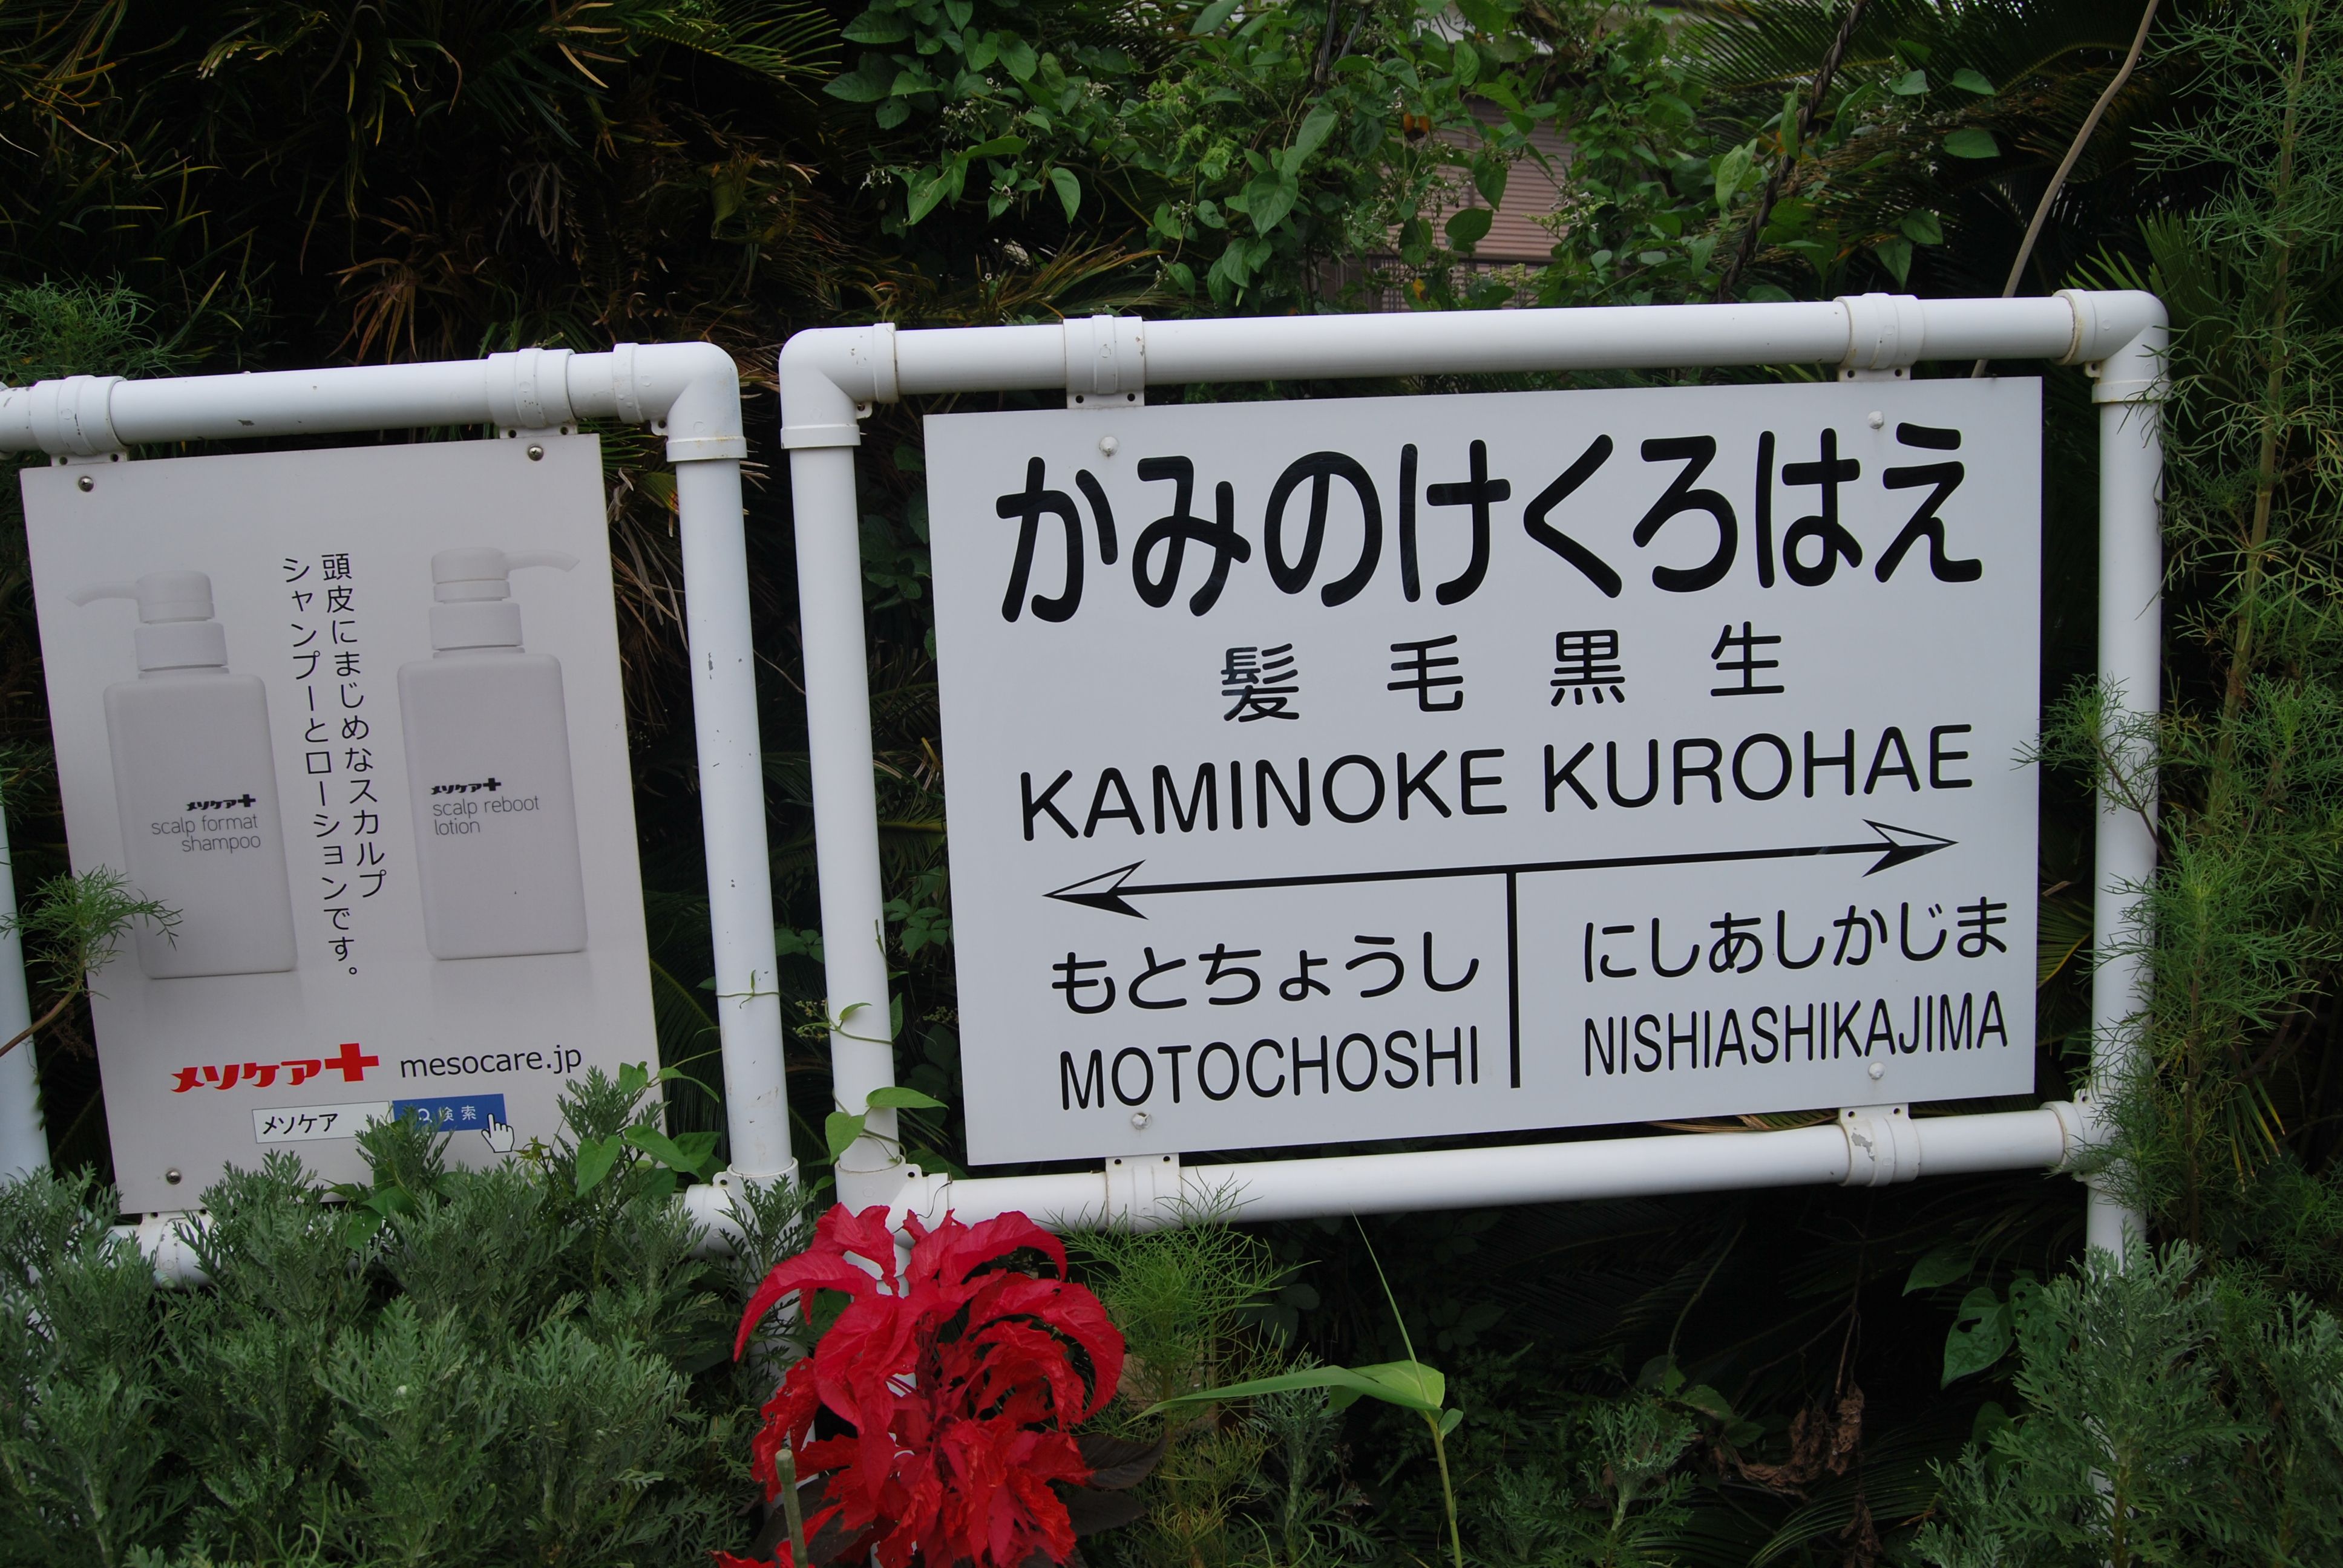 頭皮にまじめなスカルプ
シャンプーとローションです。
メソケア+
scalp format
shampoo
メソケア+
scalp reboot
lotion
メソケア+ mesocare.jp
メソケア 検索
かみのけくろはえ
髪毛黒生
KAMINOKE KUROHAE
もとちょうし
MOTOCHOSHI
にしあしかじま
NISHIASHIKAJIMA